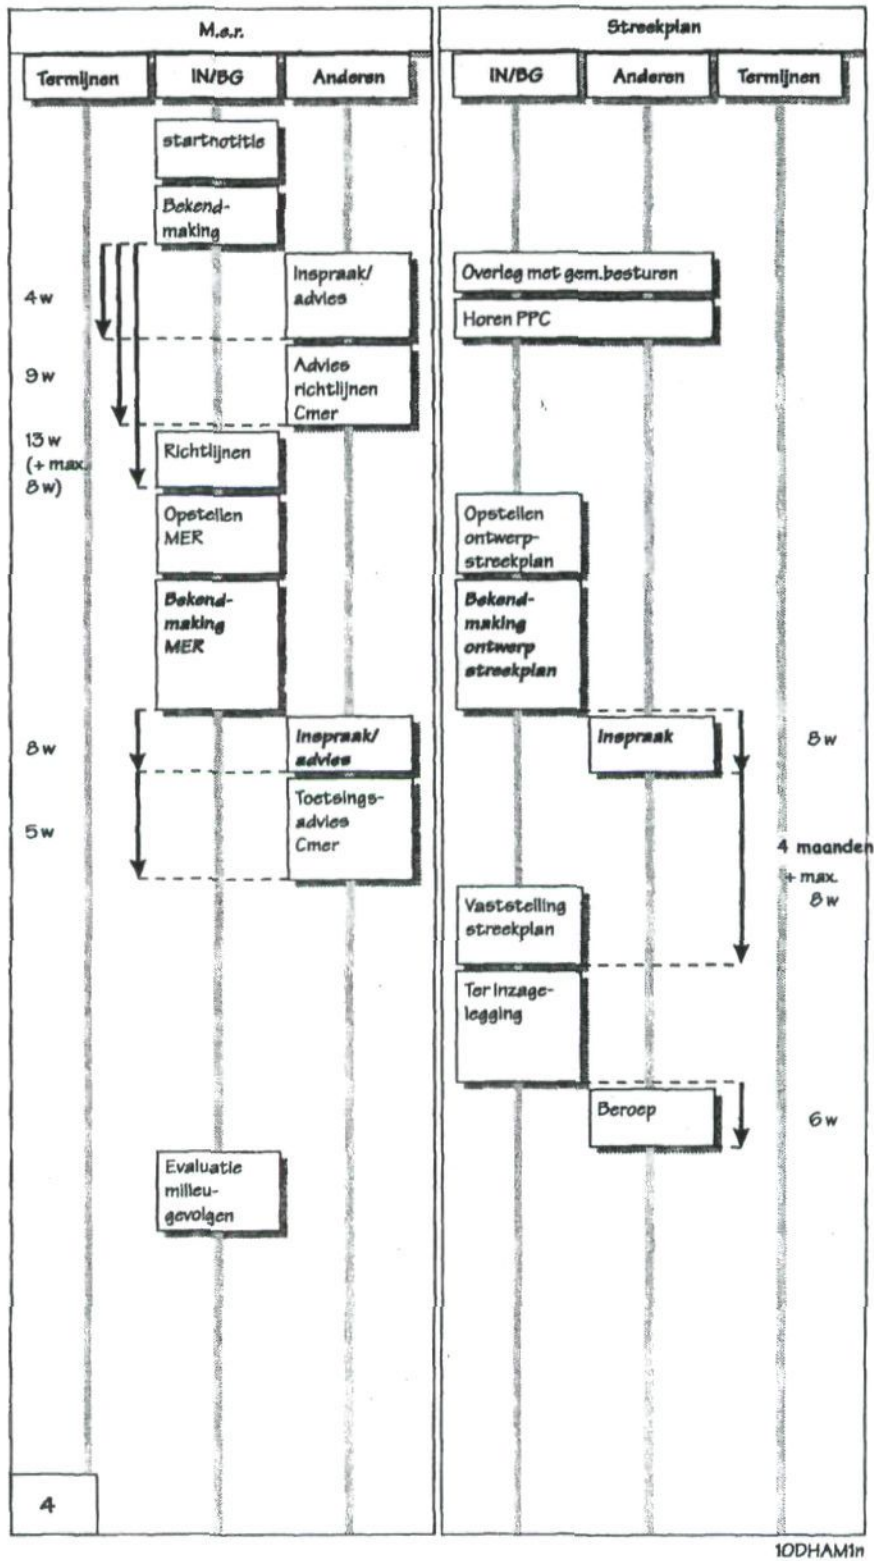 M.e.r.
Streekplan
Termijnen
IN/BG
Anderen
IN/BG
Anderen
Termijnen
startnotitie
Bekend-
making
4 w
Inspraak/
advies
Overleg met gem.besturen
Horen PPC
9 w
Advies
richtlijnen
Cmer
13 w
(+ max.
8 w)
Richtlijnen
Opstellen
MER
Opstellen
ontwerp-
streekplan
Bekend-
making
MER
Bekend-
making
ontwerp
streekplan
8 w
Inspraak/
advies
Inspraak
8 w
5 w
Toetsings-
advies
Cmer
4 maanden
+ max.
8 w
Vaststelling
streekplan
Ter inzage-
legging
Beroep
6 w
Evaluatie
milieu-
gevolgen
4
10DHAM1n